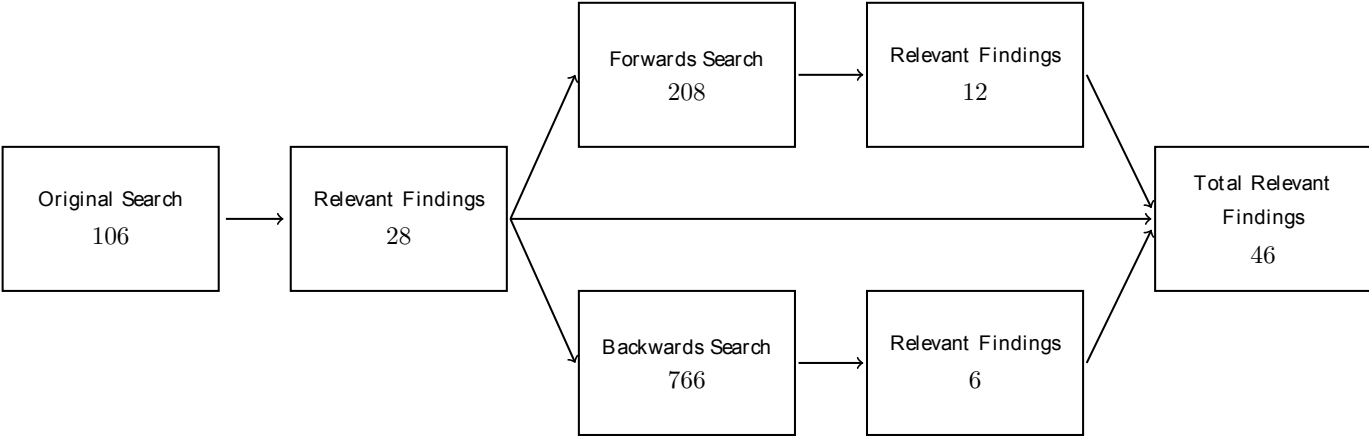 Original Search
106
Relevant Findings
28
Forwards Search
208
Relevant Findings
12
Backwards Search
766
Relevant Findings
6
Total Relevant
Findings
46